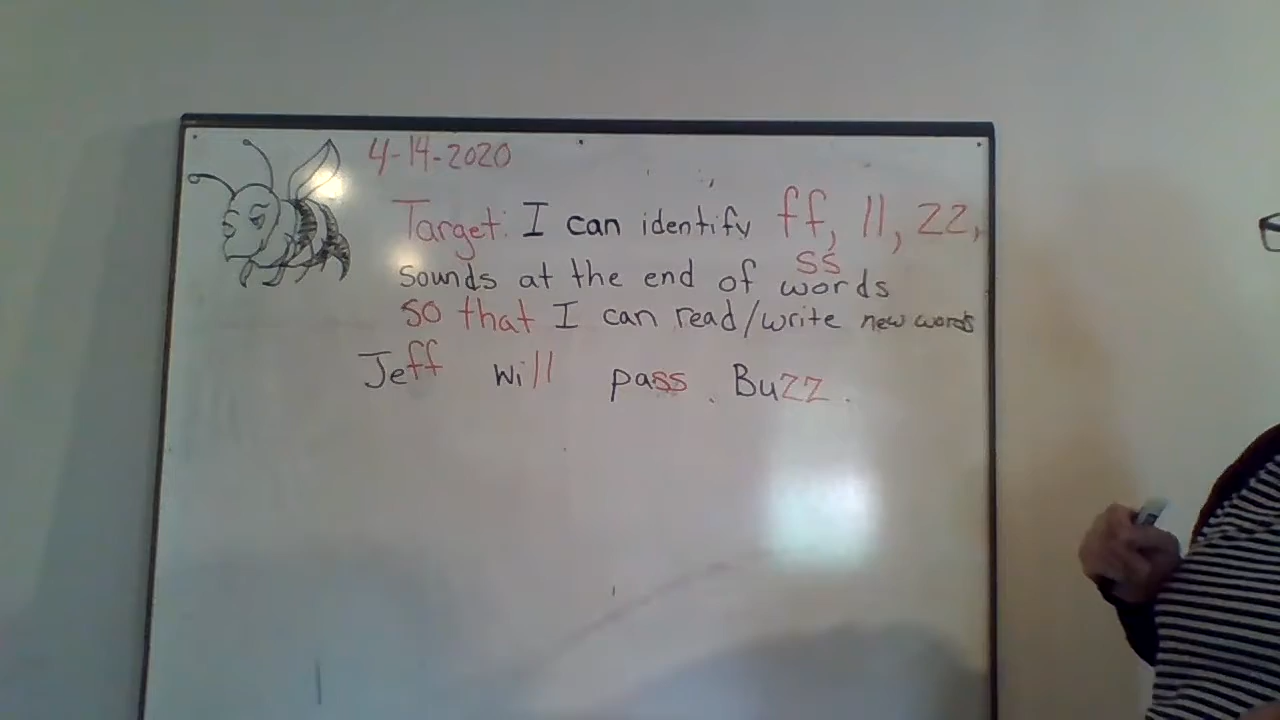 4-14-2020
Target: I can identify ff, ll, zz,
ss
sounds at the end of words
so that I can read/write new words
Jeff will pass. Buzz.